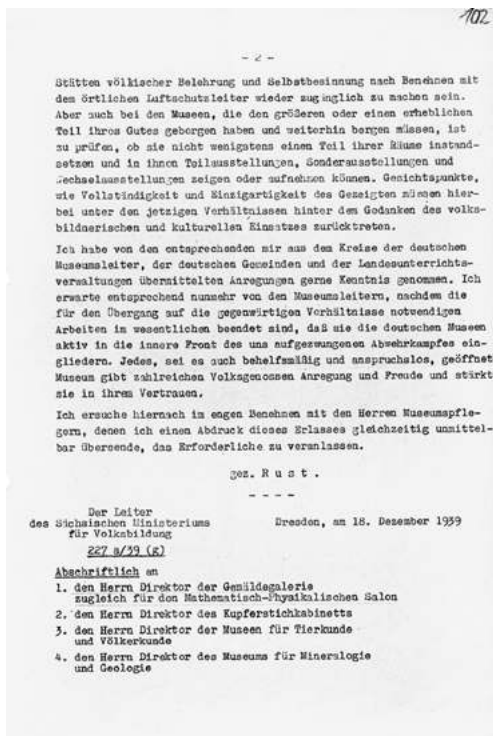 102
- 2 -
Stätten völkischer Belehrung und Selbstbesinnung nach Benehmen mit
dem örtlichen Luftschutzleiter wieder zugänglich zu machen sein.
Aber auch bei den Museen, die den größeren oder einen erheblichen
Teil ihres Gutes geborgen haben und weiterhin bergen müssen, ist
zu prüfen, ob sie nicht wenigstens einen Teil ihrer Räume instand-
setzen und in ihnen Teilausstellungen, Sonderausstellungen und
Wechselausstellungen zeigen oder aufnehmen können. Gesichtspunkte,
wie Vollständigkeit und Einzigartigkeit des Gezeigten müssen hier-
bei unter den jetzigen Verhältnissen hinter dem Gedanken des volks-
bildnerischen und kulturellen Einsatzes zurücktreten.
Ich habe von den entsprechenden mir aus dem Kreise der deutschen
Museumsleiter, der deutschen Gemeinden und der Landesunterrichts-
verwaltungen übermittelten Anregungen gerne Kenntnis genommen. Ich
erwarte entsprechend nunmehr von den Museumsleitern, nachdem die
für den Übergang auf die gegenwärtigen Verhältnisse notwendigen
Arbeiten im wesentlichen beendet sind, daß sie die deutschen Museen
aktiv in die innere Front des uns aufgezwungenen Abwehrkampfes ein-
gliedern. Jedes, sei es auch behelfsmäßig und anspruchslos, geöffnet
Museum gibt zahlreichen Volksgenossen Anregung und Freude und stärkt
sie in ihrem Vertrauen.
Ich ersuche hiernach im engen Benehmen mit den Herren Museumspfle-
gern, denen ich einen Abdruck dieses Erlasses gleichzeitig unmittel-
bar übersende, das Erforderliche zu veranlassen.
gez. R u s t .
- - - -
Der Leiter
des Sächsischen Ministeriums
für Volksbildung
Dresden, am 18. Dezember 1939
227 a/39 (g)
Abschriftlich an
1. den Herrn Direktor der Gemäldegalerie
zugleich für den Mathematisch-Physikalischen Salon
2. den Herrn Direktor des Kupferstichkabinetts
3. den Herrn Direktor der Museen für Tierkunde
und Völkerkunde
4. den Herrn Direktor des Museums für Mineralogie
und Geologie